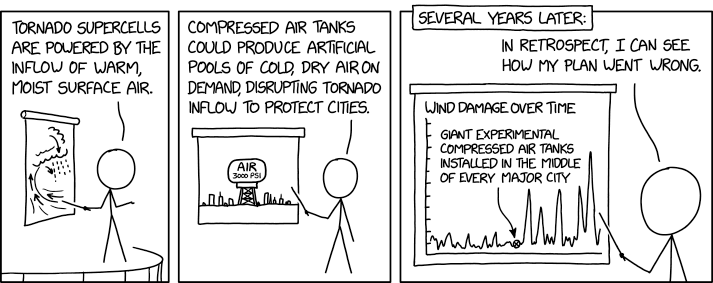 TORNADO SUPERCELLS
ARE POWERED BY THE
INFLOW OF WARM,
MOIST SURFACE AIR.
COMPRESSED AIR TANKS
COULD PRODUCE ARTIFICIAL
POOLS OF COLD, DRY AIR ON
DEMAND, DISRUPTING TORNADO
INFLOW TO PROTECT CITIES.
AIR
3000 PSI
SEVERAL YEARS LATER:
IN RETROSPECT, I CAN SEE
HOW MY PLAN WENT WRONG.
WIND DAMAGE OVER TIME
GIANT EXPERIMENTAL
COMPRESSED AIR TANKS
INSTALLED IN THE MIDDLE
OF EVERY MAJOR CITY